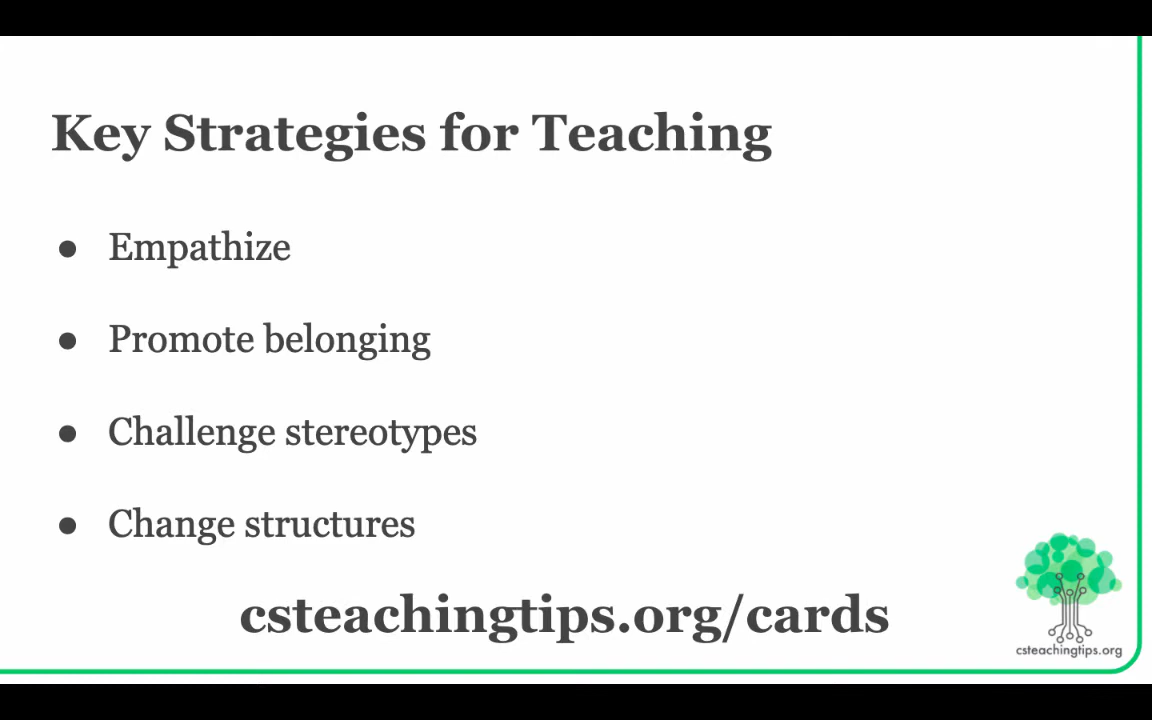 Key Strategies for Teaching
● Empathize
● Promote belonging
● Challenge stereotypes
● Change structures
csteachingtips.org/cards
csteachingtips.org